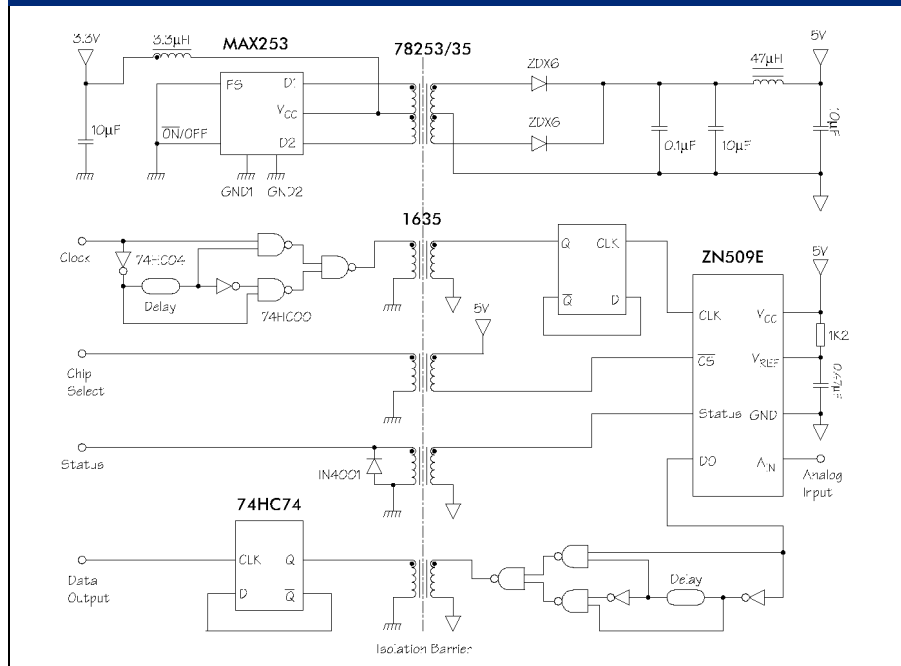 3.3V
3.3µH
MAX253
78253/35
5V
47µH
ZDX6
FS
D1
VCC
10µF
ON/OFF
D2
ZDX6
0.1µF
10µF
10µF
GND1
GND2
1635
Q
CLK
ZN509E
Clock
74HC04
Delay
74HC00
Q
D
5V
5V
CLK
VCC
1K2
Chip
Select
CS
VREF
0.47µF
Status
GND
Status
IN4001
DO
AIN
Analog
Input
74HC74
CLK
Q
Data
Output
D
Q
Delay
Isolation Barrier